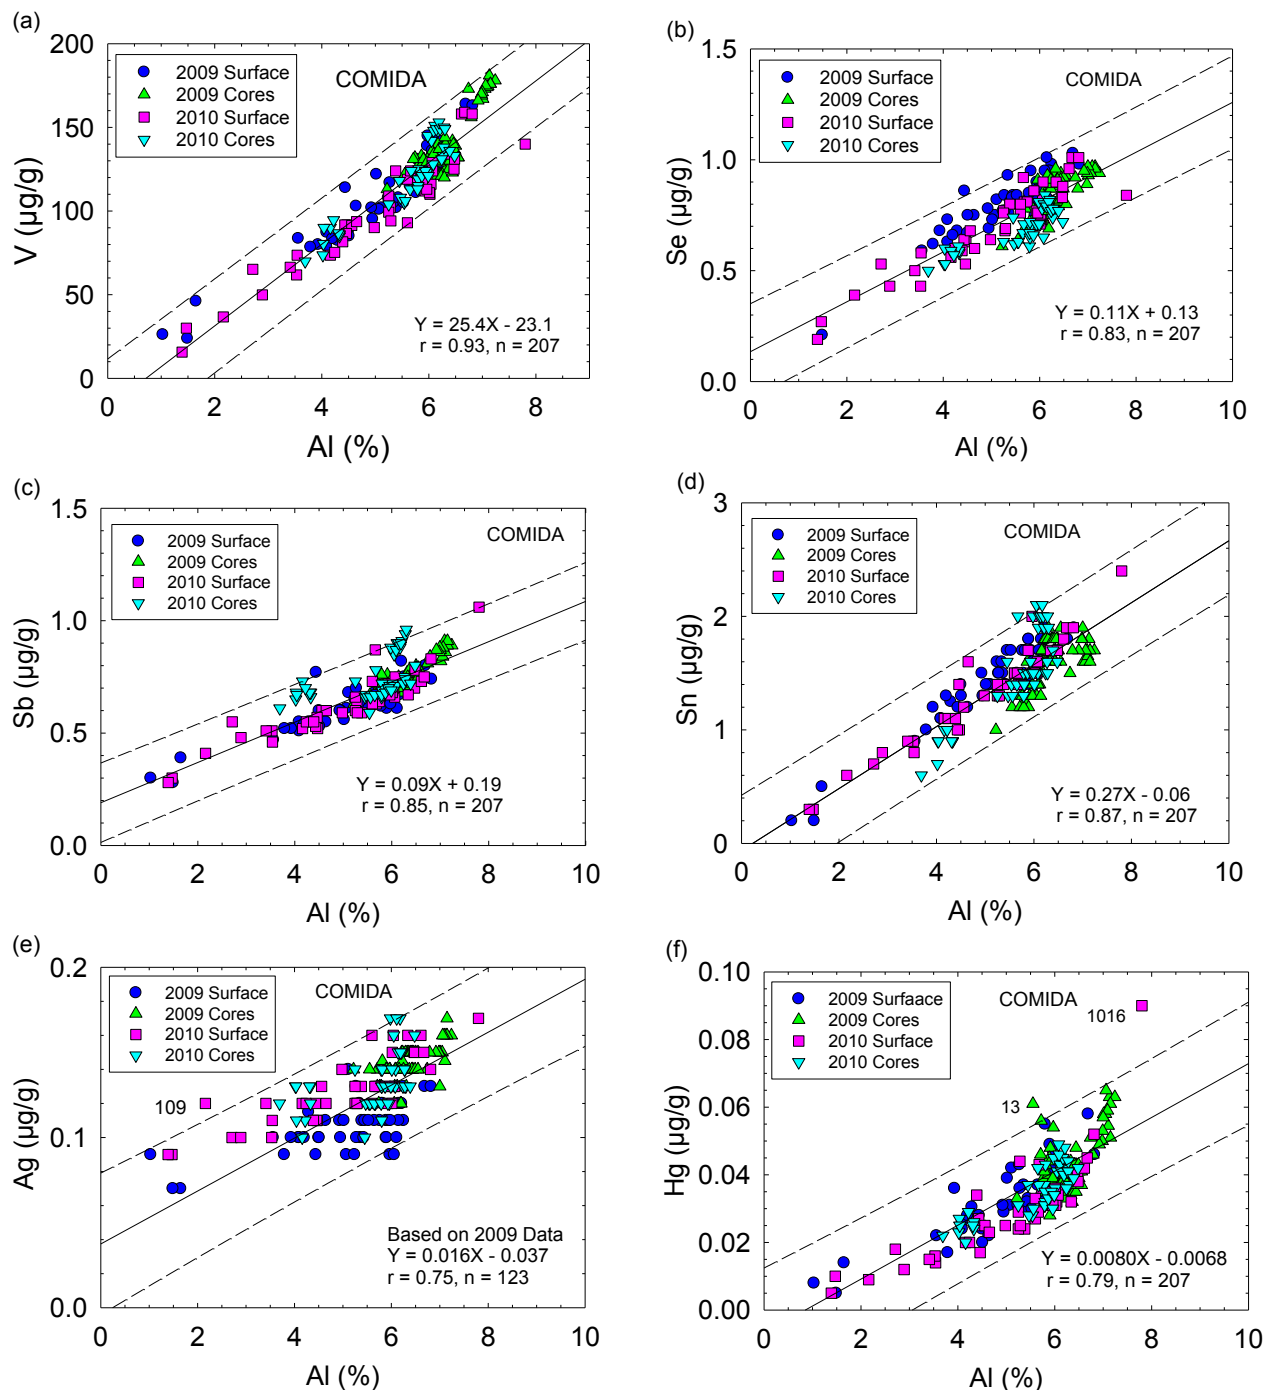 (a)
200
150
100
50
0
V (µg/g)
2009 Surface
2009 Cores
2010 Surface
2010 Cores
COMIDA
Y = 25.4X - 23.1
r = 0.93, n = 207
0 2 4 6 8
Al (%)
(b)
1.5
1.0
0.5
0.0
Se (µg/g)
2009 Surface
2009 Cores
2010 Surface
2010 Cores
COMIDA
Y = 0.11X + 0.13
r = 0.83, n = 207
0 2 4 6 8 10
Al (%)
(c)
1.5
1.0
0.5
0.0
Sb (µg/g)
2009 Surface
2009 Cores
2010 Surface
2010 Cores
COMIDA
Y = 0.09X + 0.19
r = 0.85, n = 207
0 2 4 6 8 10
Al (%)
(d)
3
2
1
0
Sn (µg/g)
2009 Surface
2009 Cores
2010 Surface
2010 Cores
COMIDA
Y = 0.27X - 0.06
r = 0.87, n = 207
0 2 4 6 8 10
Al (%)
(e)
0.2
0.1
0.0
Ag (µg/g)
2009 Surface
2009 Cores
2010 Surface
2010 Cores
COMIDA
109
Based on 2009 Data
Y = 0.016X - 0.037
r = 0.75, n = 123
0 2 4 6 8 10
Al (%)
(f)
0.10
0.08
0.06
0.04
0.02
0.00
Hg (µg/g)
2009 Surfaace
2009 Cores
2010 Surface
2010 Cores
COMIDA
1016
13
Y = 0.0080X - 0.0068
r = 0.79, n = 207
0 2 4 6 8 10
Al (%)